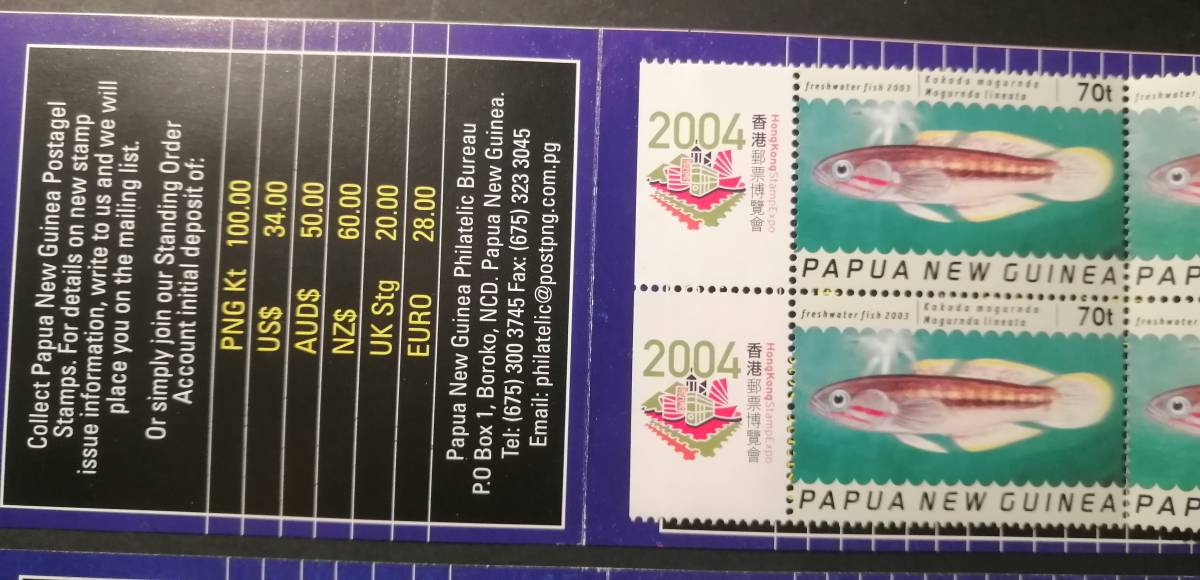 Collect Papua New Guinea Postagel
Stamps. For details on new stamp
issue information, write to us and we will
place you on the mailing list.
Or simply join our Standing Order
Account initial deposit of:
PNG Kt 100.00
US$ 34.00
AUD$ 50.00
NZ$ 60.00
UK Stg 20.00
EURO 28.00
Papua New Guinea Philatelic Bureau
P.O Box 1, Boroko, NCD. Papua New Guinea.
Tel: (675) 300 3745 Fax: (675) 323 3045
Email: philatelic@postpng.com.pg
2004
香港郵票博覽會
HongKongStampExpo
freshwater fish 2003
Kokoda mogurnda
Mogurnda lineata
70t
PAPUA NEW GUINEA
freshwater
PAP
2004
香港郵票博覽會
HongKongStampExpo
freshwater fish 2003
Kokoda mogurnda
Mogurnda lineata
70t
PAPUA NEW GUINEA
freshwater
PAP